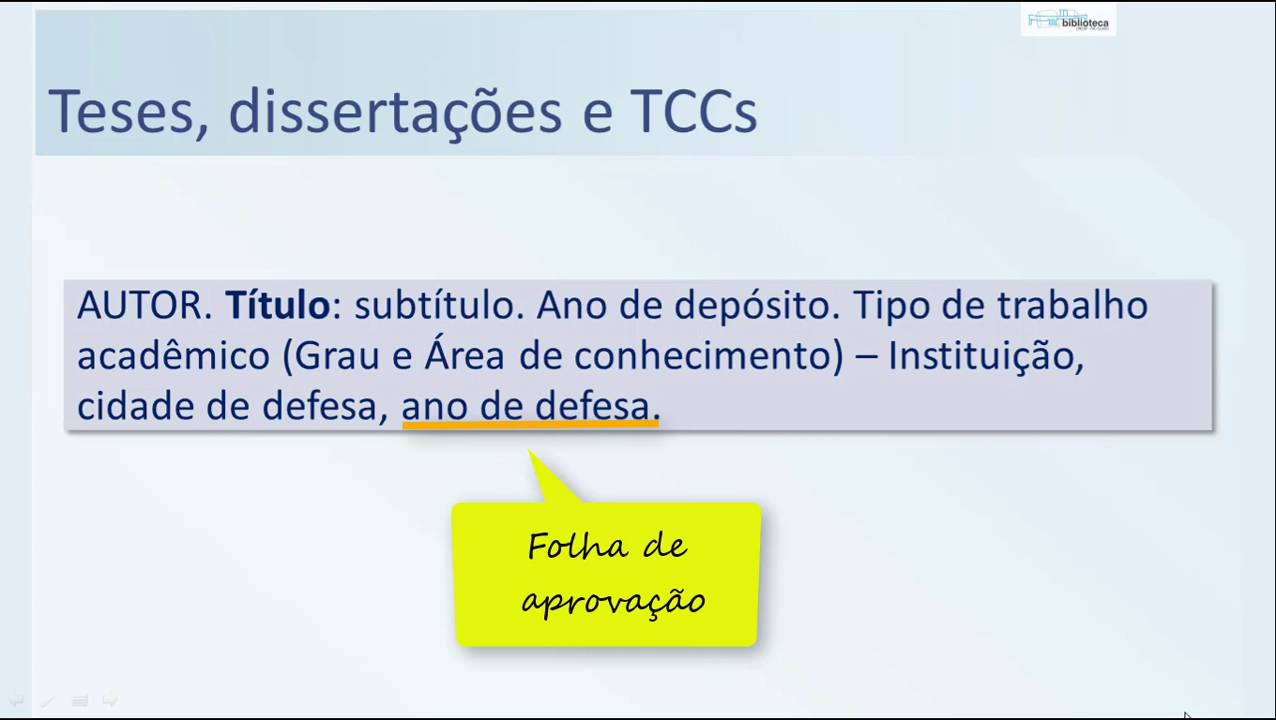 biblioteca
Teses, dissertações e TCCs
AUTOR. Título: subtítulo. Ano de depósito. Tipo de trabalho
acadêmico (Grau e Área de conhecimento) – Instituição,
cidade de defesa, ano de defesa.
Folha de
aprovação